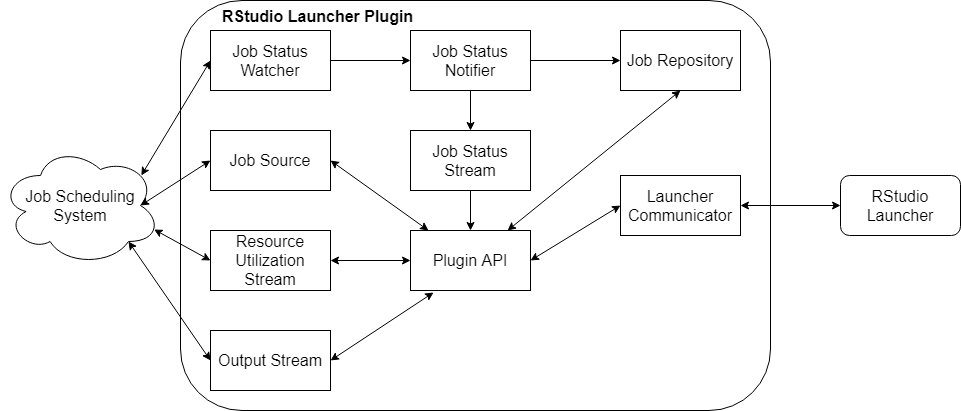 RStudio Launcher Plugin
Job Status
Watcher
Job Status
Notifier
Job Repository
Job Source
Job Status
Stream
Job Scheduling
System
Launcher
Communicator
RStudio
Launcher
Resource
Utilization
Stream
Plugin API
Output Stream